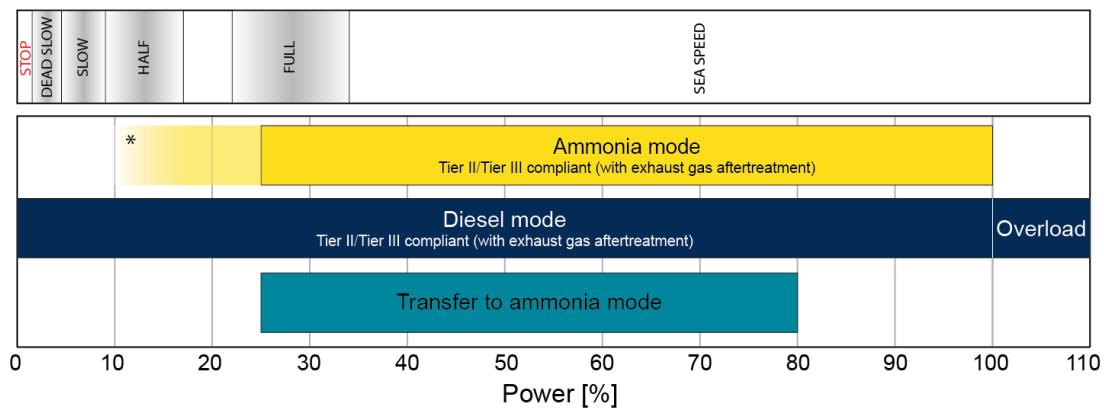 STOP
DEAD SLOW
SLOW
HALF
FULL
SEA SPEED
*
Ammonia mode
Tier II/Tier III compliant (with exhaust gas aftertreatment)
Diesel mode
Tier II/Tier III compliant (with exhaust gas aftertreatment)
Overload
Transfer to ammonia mode
0 10 20 30 40 50 60 70 80 90 100 110
Power [%]